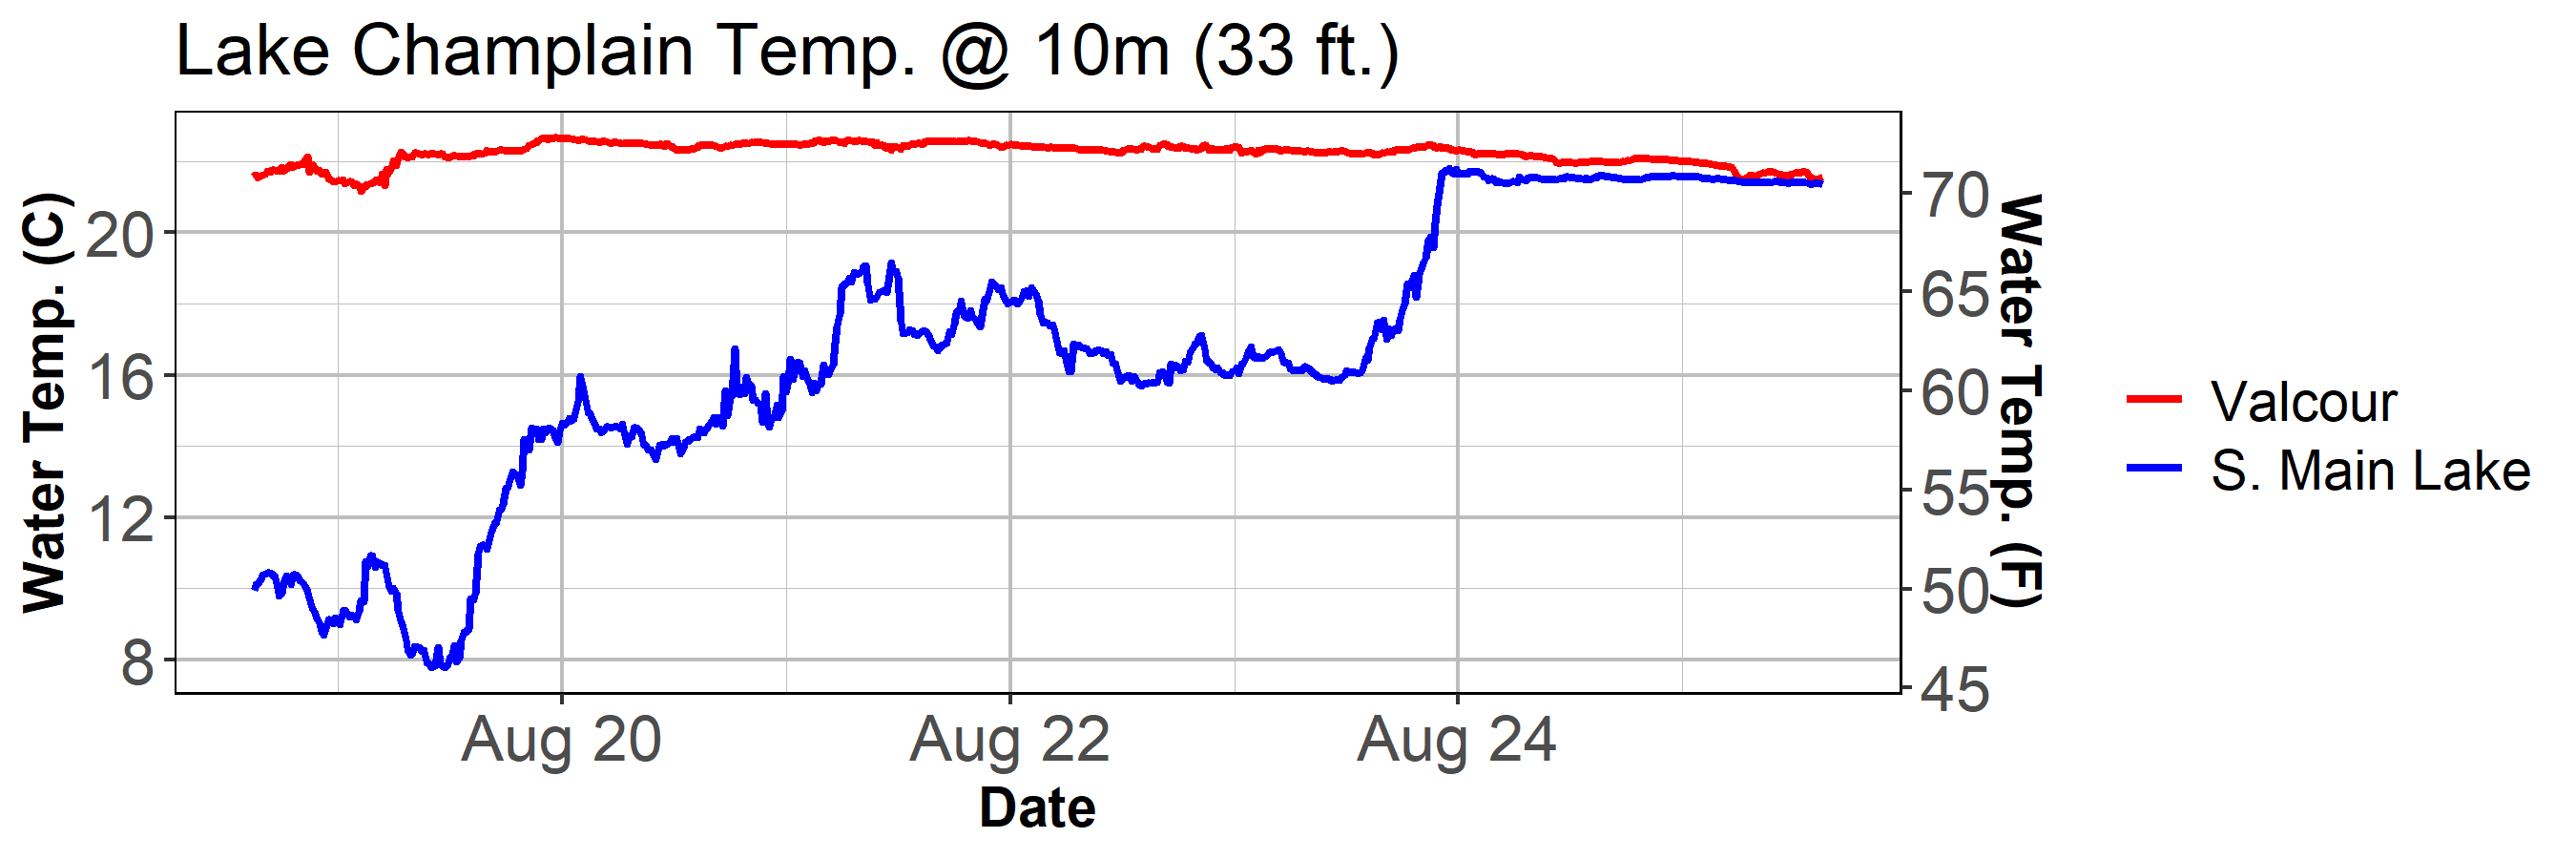 Lake Champlain Temp. @ 10m (33 ft.)
Water Temp. (C)
20
16
12
8
70
65
60
55
50
45
Water Temp. (F)
Aug 20
Aug 22
Aug 24
Date
Valcour
S. Main Lake